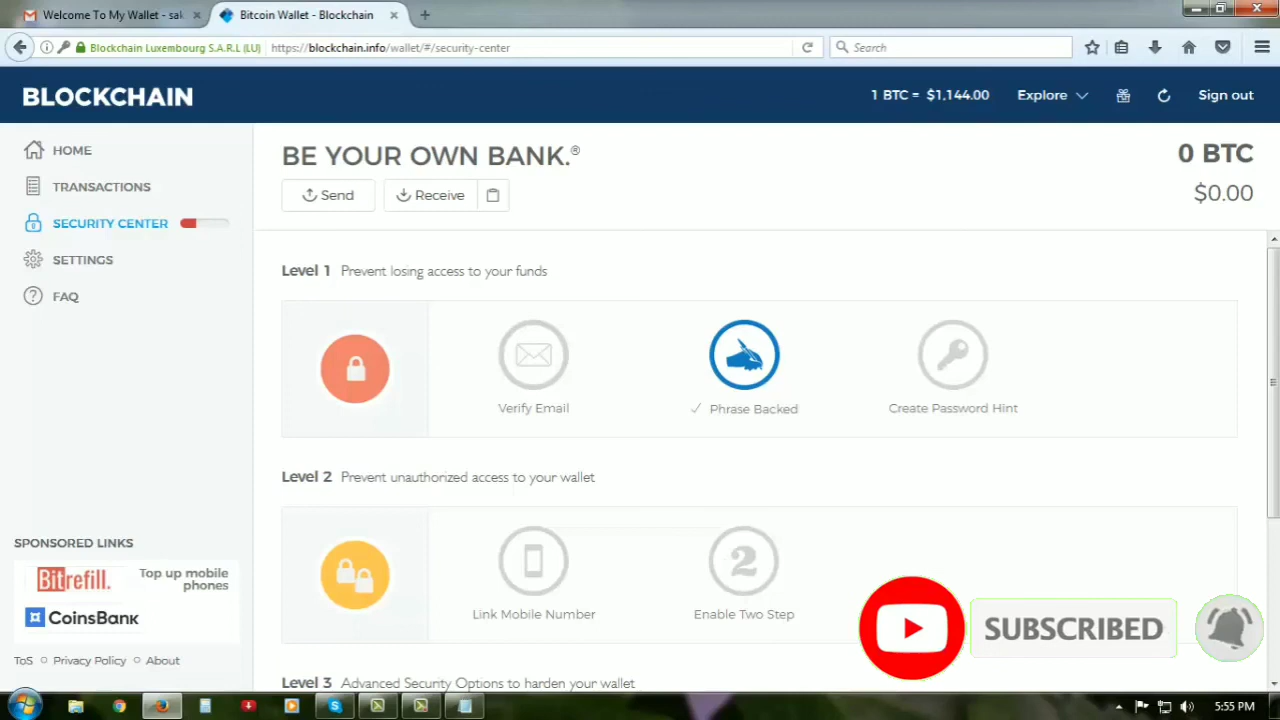 Welcome To My Wallet - sak
Bitcoin Wallet - Blockchain
Blockchain Luxembourg S.A.R.L (LU)
https://blockchain.info/wallet/#/security-center
Search
BLOCKCHAIN
1 BTC = $1,144.00
Explore
Sign out
HOME
TRANSACTIONS
SECURITY CENTER
SETTINGS
FAQ
BE YOUR OWN BANK.®
0 BTC
$0.00
Send
Receive
Level 1 Prevent losing access to your funds
Verify Email
Phrase Backed
Create Password Hint
Level 2 Prevent unauthorized access to your wallet
2
Link Mobile Number
Enable Two Step
Level 3 Advanced Security Options to harden your wallet
SPONSORED LINKS
Bitrefill.
Top up mobile
phones
CoinsBank
ToS
Privacy Policy
About
SUBSCRIBED
5:55 PM